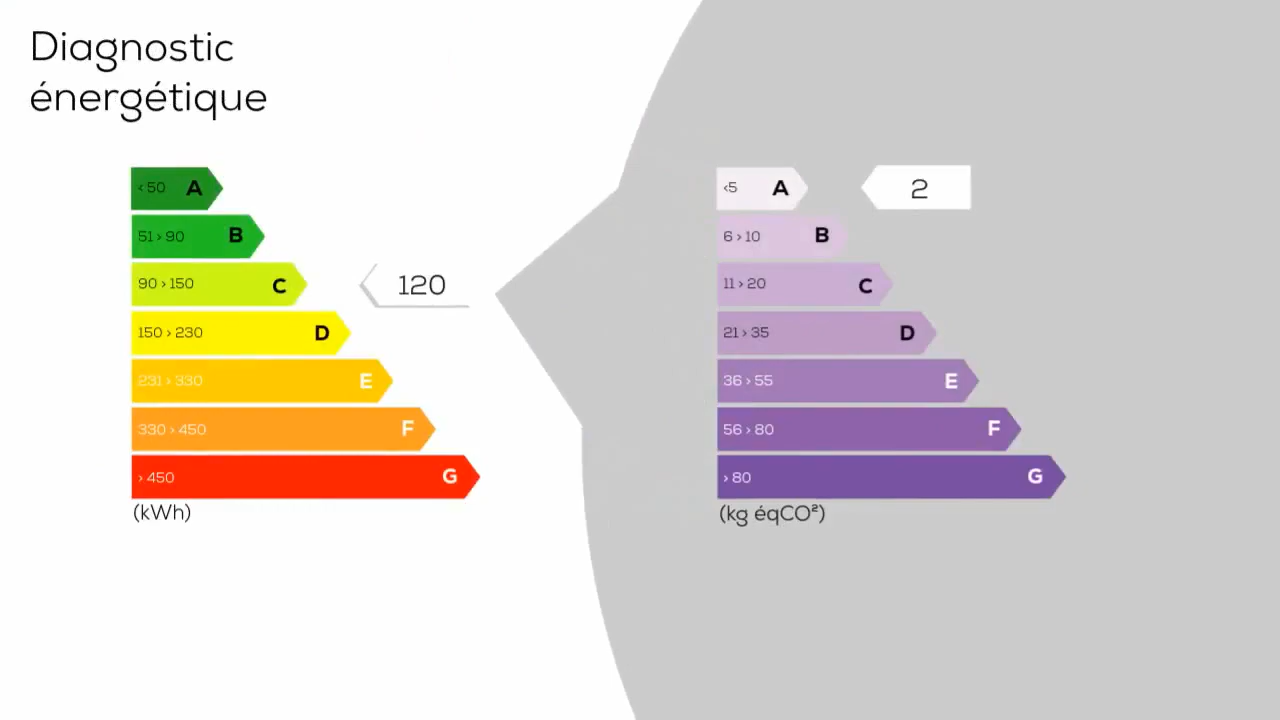 Diagnostic
énergétique
< 50 A
51 > 90 B
90 > 150 C
120
150 > 230 D
231 > 330 E
330 > 450 F
> 450 G
(kWh)
<5 A
2
6 > 10 B
11 > 20 C
21 > 35 D
36 > 55 E
56 > 80 F
> 80 G
(kg éqCO²)